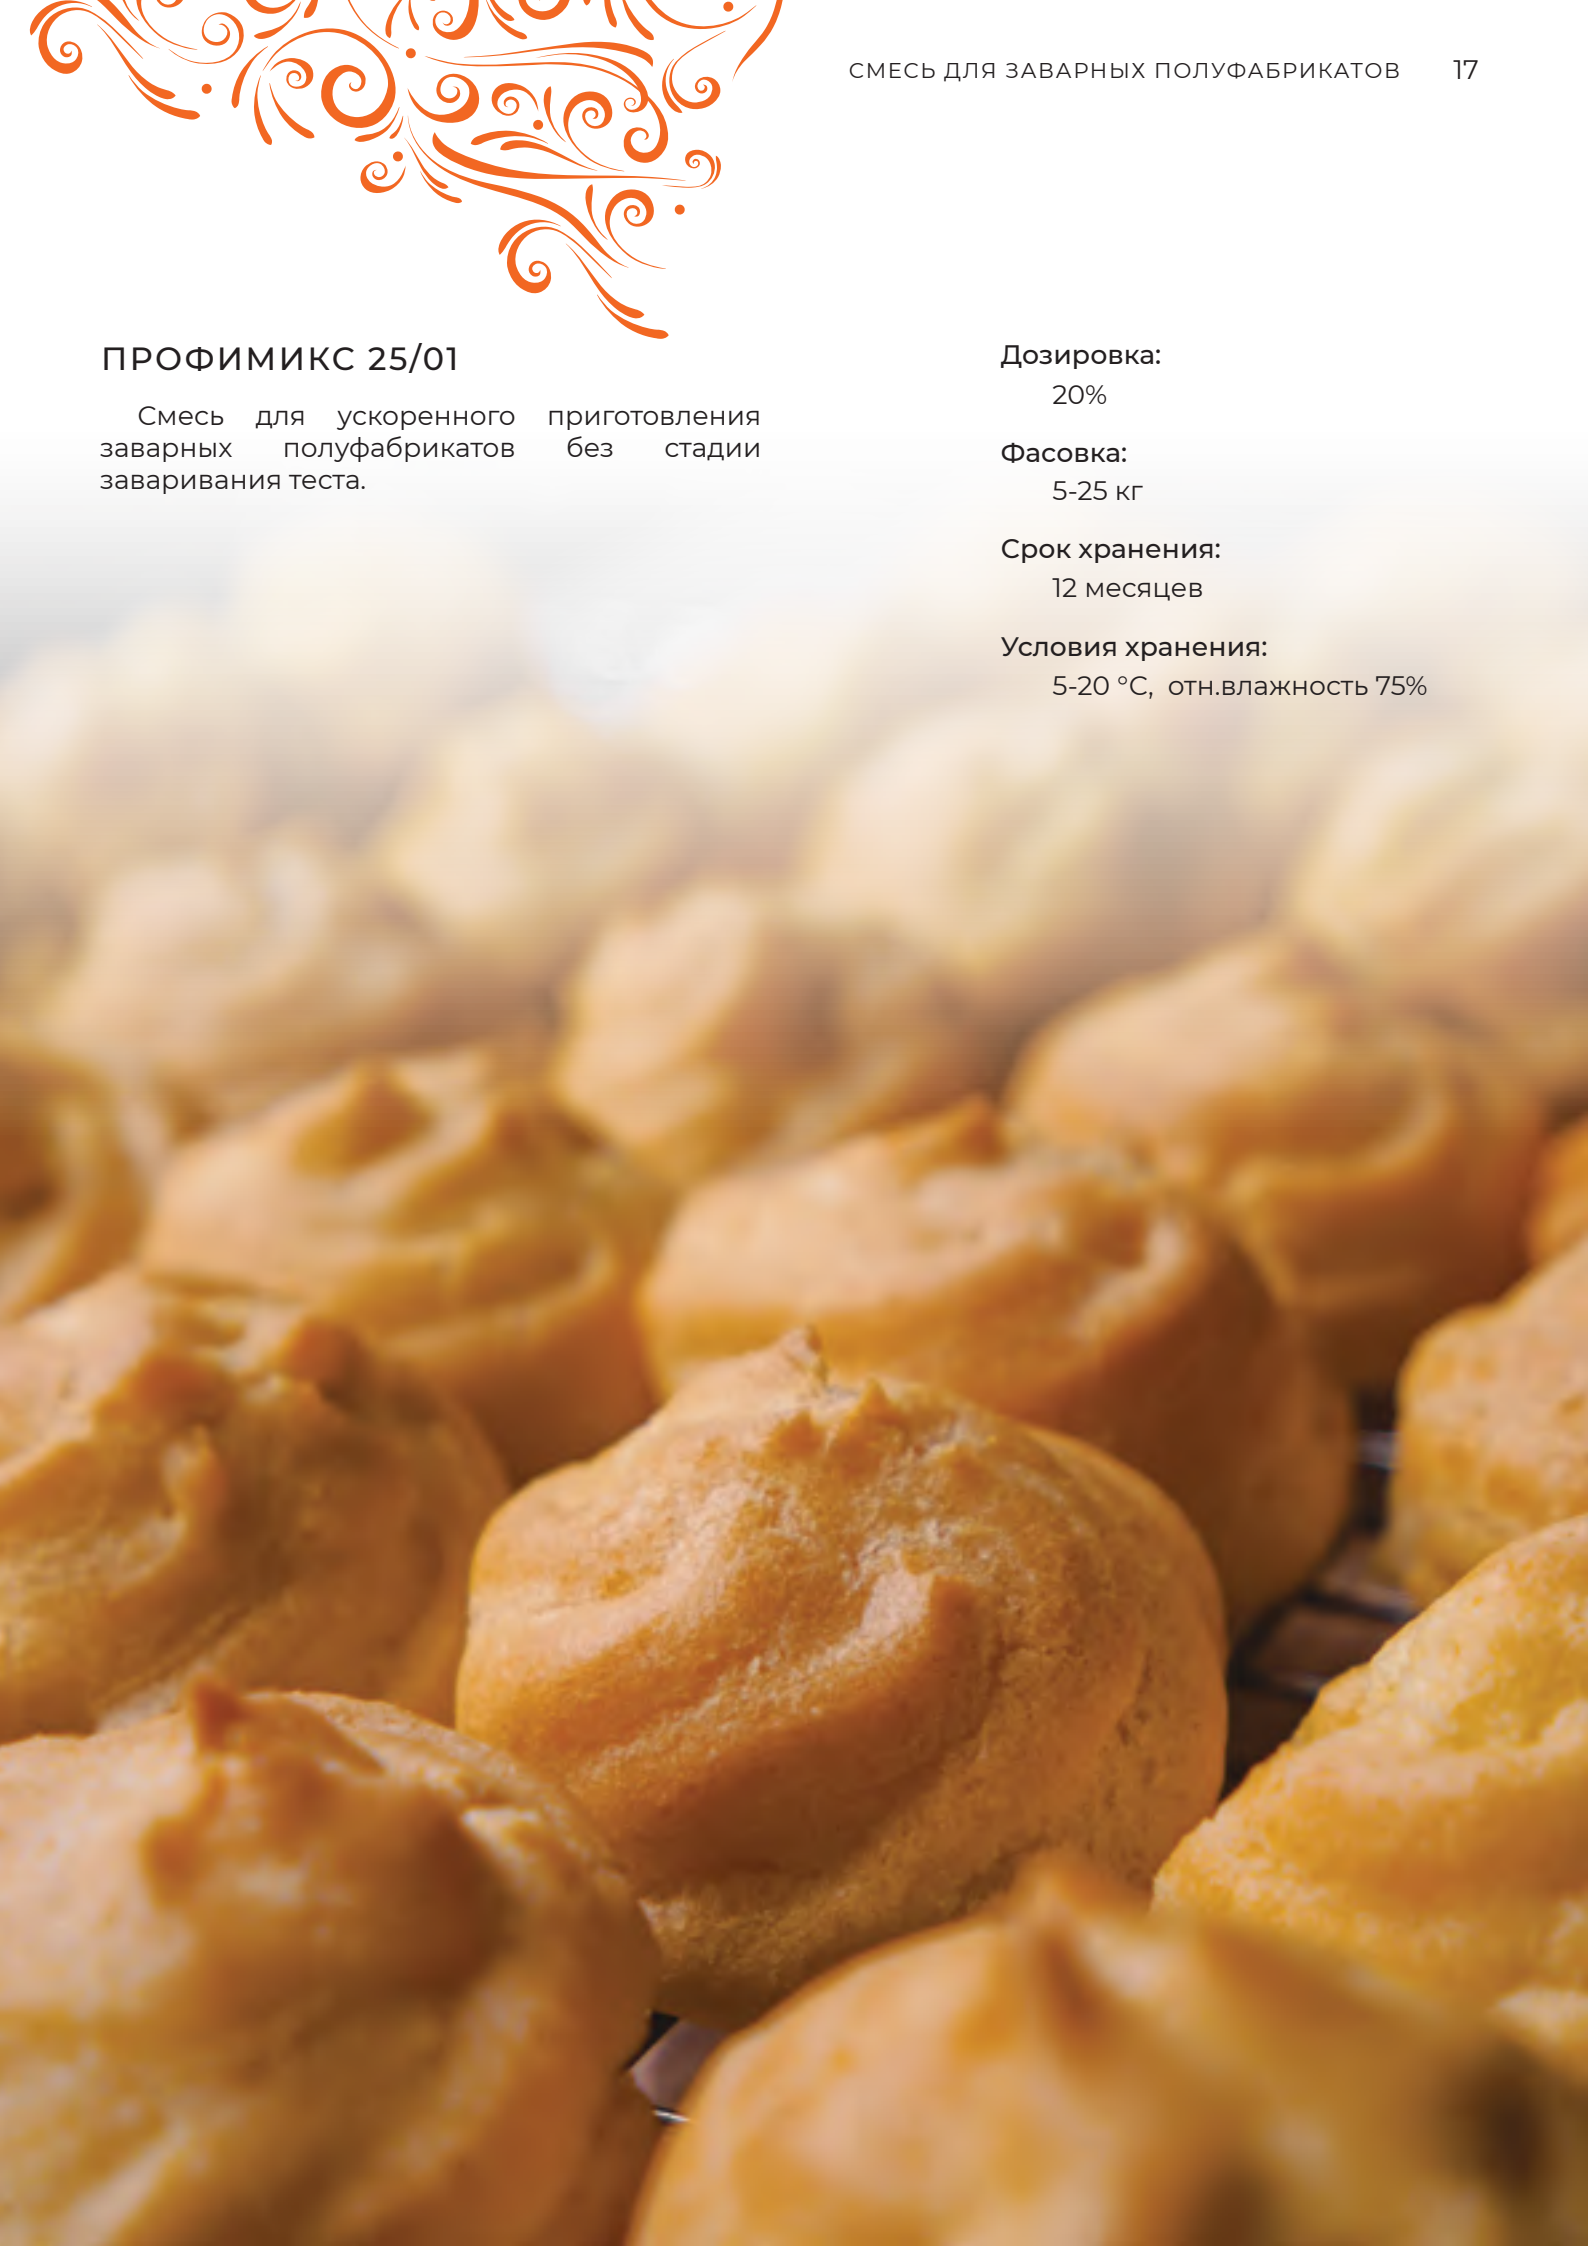 СМЕСЬ ДЛЯ ЗАВАРНЫХ ПОЛУФАБРИКАТОВ 17
ПРОФИМИКС 25/01
Смесь для ускоренного приготовления
заварных полуфабрикатов без стадии
заваривания теста.
Дозировка:
20%
Фасовка:
5-25 кг
Срок хранения:
12 месяцев
Условия хранения:
5-20 °С, отн.влажность 75%